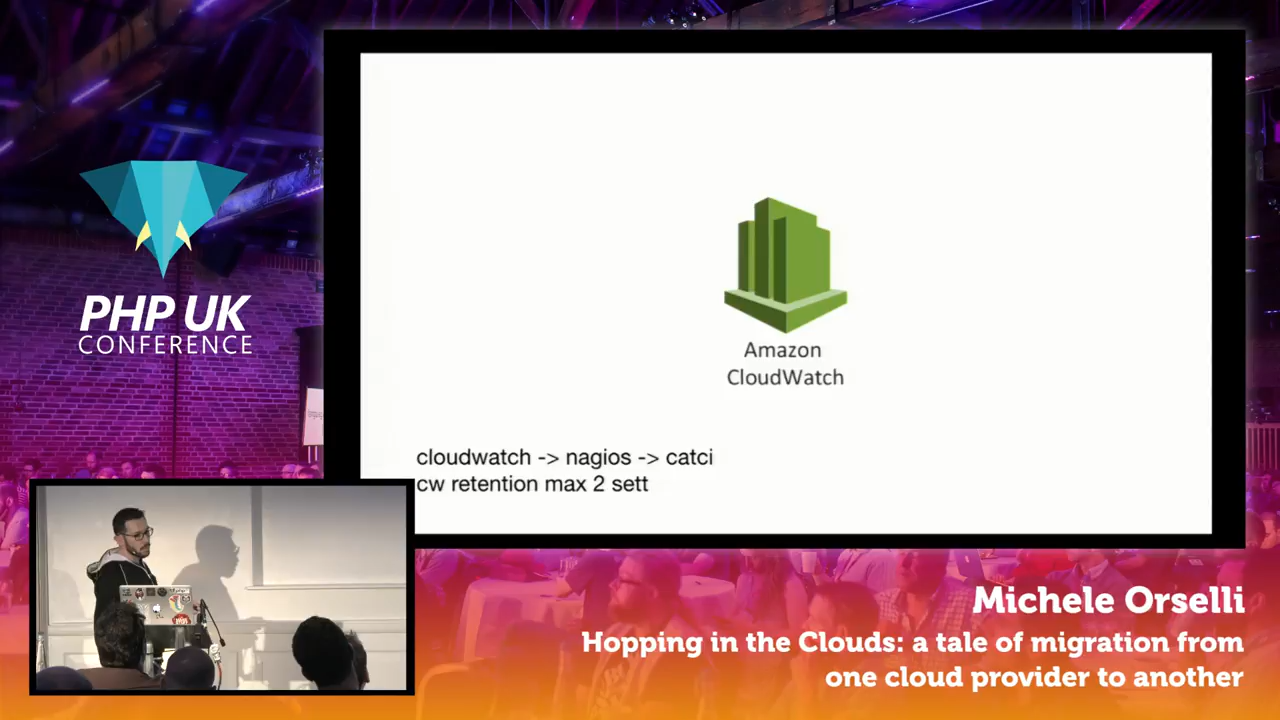 PHP UK
CONFERENCE
Amazon
CloudWatch
cloudwatch -> nagios -> catci
cw retention max 2 sett
Michele Orselli
Hopping in the Clouds: a tale of migration from
one cloud provider to another